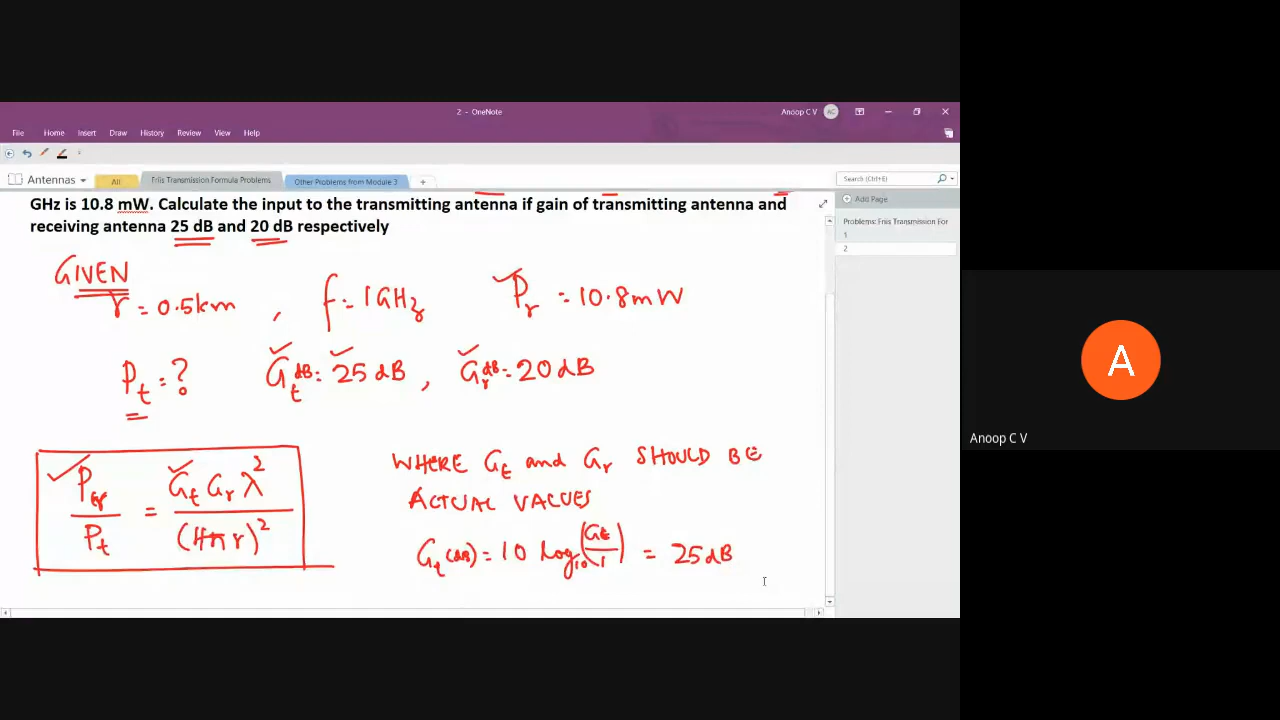 2 - OneNote
Anoop C V AC
File Home Insert Draw History Review View Help
Antennas All Friis Transmission Formula Problems Other Problems from Module 3 +
Search (Ctrl+E)
Add Page
Problems: Friis Transmission For
1
2
GHz is 10.8 mW. Calculate the input to the transmitting antenna if gain of transmitting antenna and
receiving antenna 25 dB and 20 dB respectively
GIVEN
r = 0.5km , f = 1GHz Pr = 10.8mW
Pt = ? Gt dB = 25 dB , Gr dB = 20 dB
Pr/Pt = Gt Gr λ²/(4πr)²
WHERE Gt and Gr SHOULD BE
ACTUAL VALUES
Gt(dB) = 10 log10(Gt/1) = 25 dB
A
Anoop C V